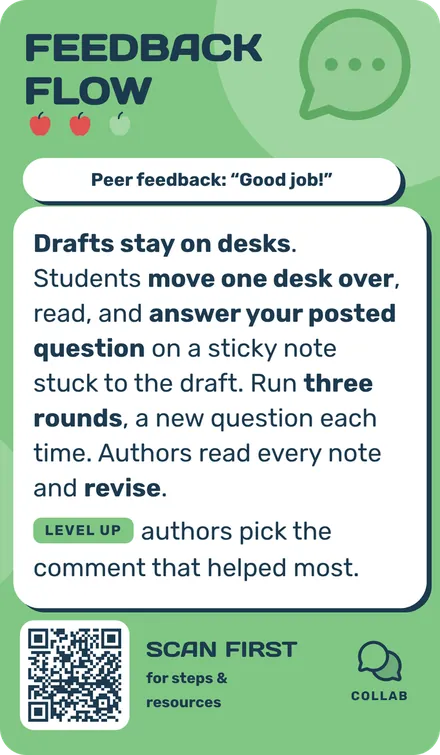 FEEDBACK
FLOW
Peer feedback: “Good job!”
Drafts stay on desks.
Students move one desk over,
read, and answer your posted
question on a sticky note
stuck to the draft. Run three
rounds, a new question each
time. Authors read every note
and revise.
LEVEL UP authors pick the
comment that helped most.
SCAN FIRST
for steps &
resources
COLLAB